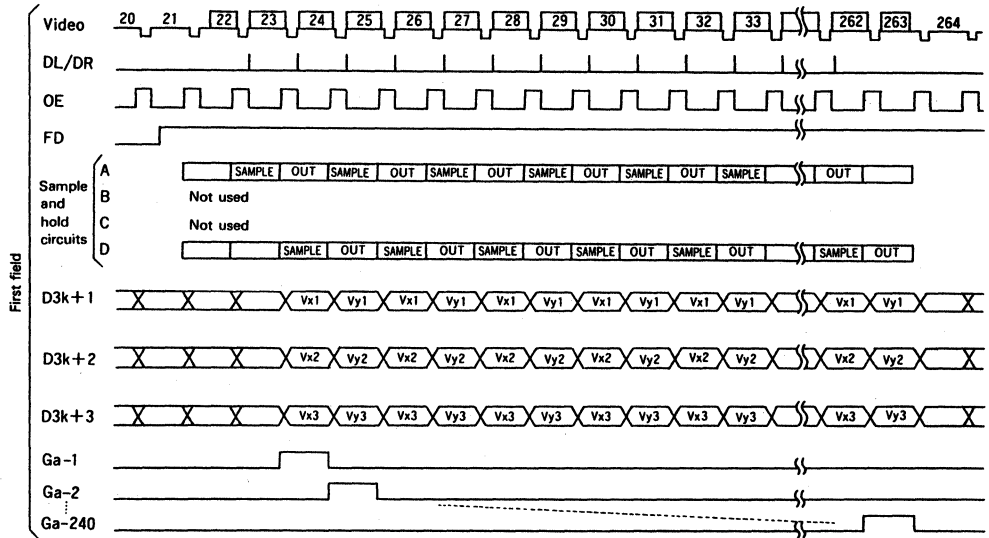 Video 20 21 22 23 24 25 26 27 28 29 30 31 32 33 262 263 264
DL/DR
OE
FD
First field
Sample and hold circuits
A SAMPLE OUT SAMPLE OUT SAMPLE OUT SAMPLE OUT SAMPLE OUT SAMPLE OUT
B Not used
C Not used
D SAMPLE OUT SAMPLE OUT SAMPLE OUT SAMPLE OUT SAMPLE OUT SAMPLE OUT
D3k+1 Vx1 Vy1 Vx1 Vy1 Vx1 Vy1 Vx1 Vy1 Vx1 Vy1 Vx1 Vy1
D3k+2 Vx2 Vy2 Vx2 Vy2 Vx2 Vy2 Vx2 Vy2 Vx2 Vy2 Vx2 Vy2
D3k+3 Vx3 Vy3 Vx3 Vy3 Vx3 Vy3 Vx3 Vy3 Vx3 Vy3 Vx3 Vy3
Ga-1
Ga-2
Ga-240